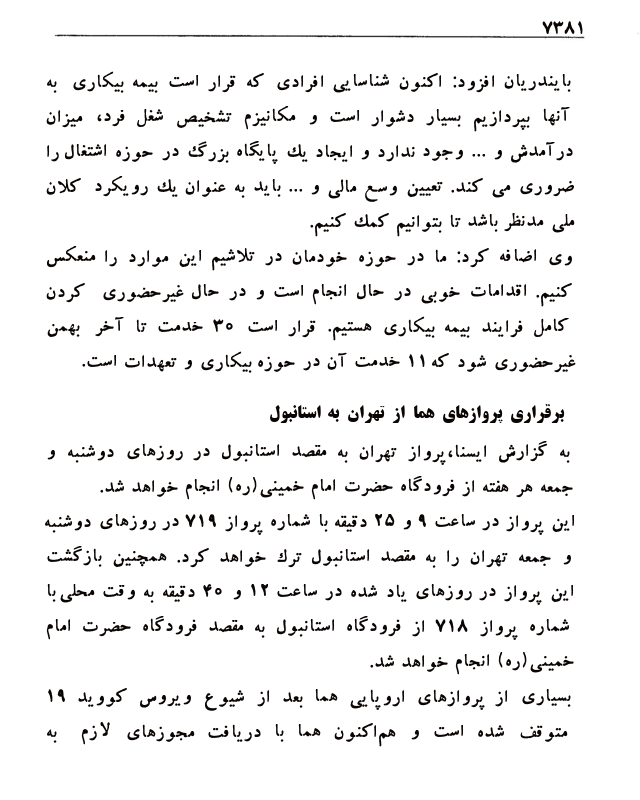 ۷۳۸۱
بایندریان افزود: اکنون شناسایی افرادی که قرار است بیمه بیکاری به
آنها بپردازیم بسیار دشوار است و مکانیزم تشخیص شغل فرد، میزان
درآمدش و ... وجود ندارد و ایجاد یك پایگاه بزرگ در حوزه اشتغال را
ضروری می کند. تعیین وسع مالی و ... باید به عنوان یك رویکرد کلان
ملی مدنظر باشد تا بتوانیم کمك کنیم.
وی اضافه کرد: ما در حوزه خودمان در تلاشیم این موارد را منعکس
کنیم. اقدامات خوبی در حال انجام است و در حال غیرحضوری کردن
کامل فرایند بیمه بیکاری هستیم. قرار است ۳۰ خدمت تا آخر بهمن
غیرحضوری شود که ۱۱ خدمت آن در حوزه بیکاری و تعهدات است.
برقراری پروازهای هما از تهران به استانبول
به گزارش ایسنا،پرواز تهران به مقصد استانبول در روزهای دوشنبه و
جمعه هر هفته از فرودگاه حضرت امام خمینی(ره) انجام خواهد شد.
این پرواز در ساعت ۹ و ۲۵ دقیقه با شماره پرواز ۷۱۹ در روزهای دوشنبه
و جمعه تهران را به مقصد استانبول ترك خواهد کرد. همچنین بازگشت
این پرواز در روزهای یاد شده در ساعت ۱۲ و ۴۰ دقیقه به وقت محلی با
شماره پرواز ۷۱۸ از فرودگاه استانبول به مقصد فرودگاه حضرت امام
خمینی(ره) انجام خواهد شد.
بسیاری از پروازهای اروپایی هما بعد از شیوع ویروس کووید ۱۹
متوقف شده است و هم‌اکنون هما با دریافت مجوزهای لازم به